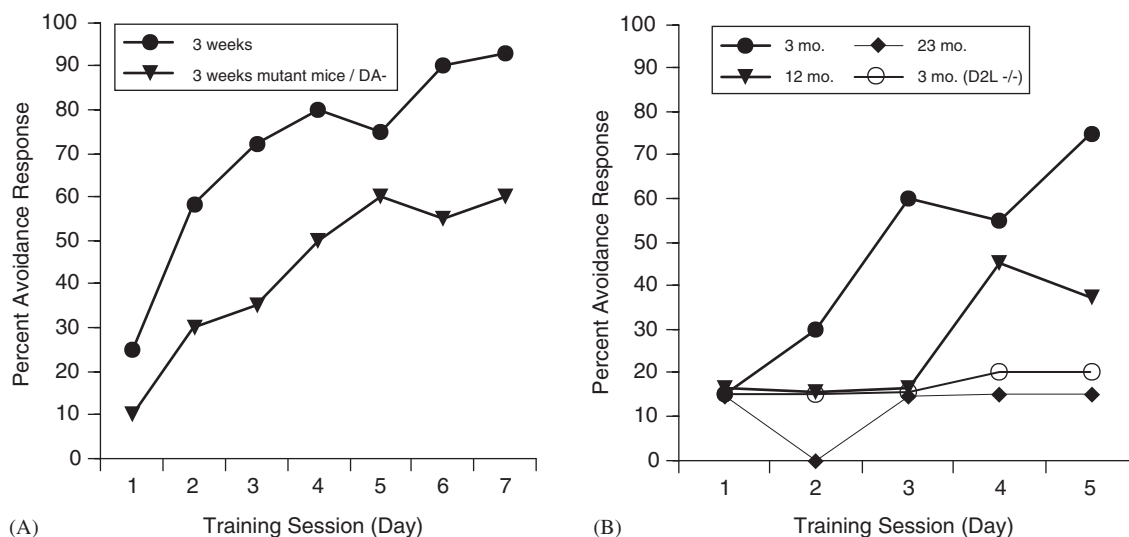 100
90
80
70
60
50
40
30
20
10
0
Percent Avoidance Response
3 weeks
3 weeks mutant mice / DA-
1 2 3 4 5 6 7
Training Session (Day)
(A)
100
90
80
70
60
50
40
30
20
10
0
Percent Avoidance Response
3 mo. 23 mo.
12 mo. 3 mo. (D2L -/-)
1 2 3 4 5
Training Session (Day)
(B)